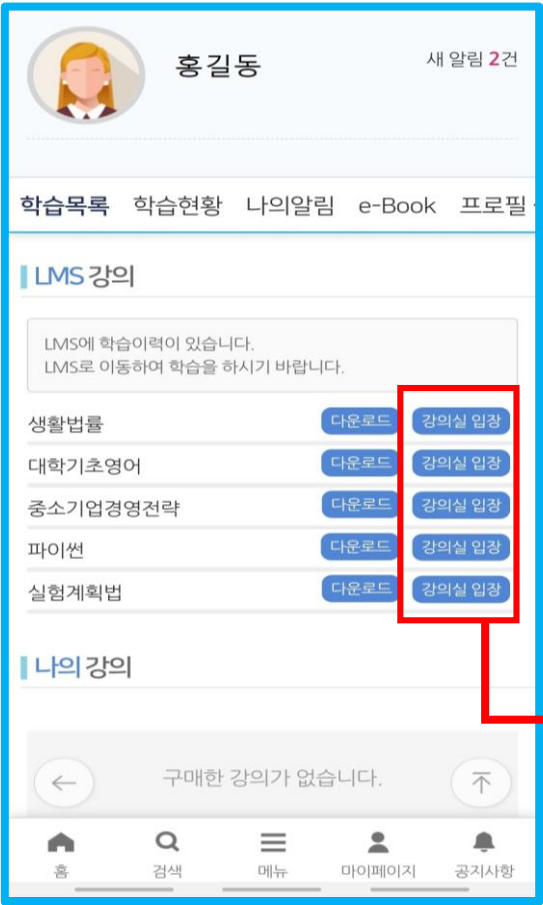 홍길동
새 알림 2건
학습목록 학습현황 나의알림 e-Book 프로필
LMS 강의
LMS에 학습이력이 있습니다.
LMS로 이동하여 학습을 하시기 바랍니다.
생활법률 다운로드 강의실 입장
대학기초영어 다운로드 강의실 입장
중소기업경영전략 다운로드 강의실 입장
파이썬 다운로드 강의실 입장
실험계획법 다운로드 강의실 입장
나의 강의
구매한 강의가 없습니다.
홈 검색 메뉴 마이페이지 공지사항